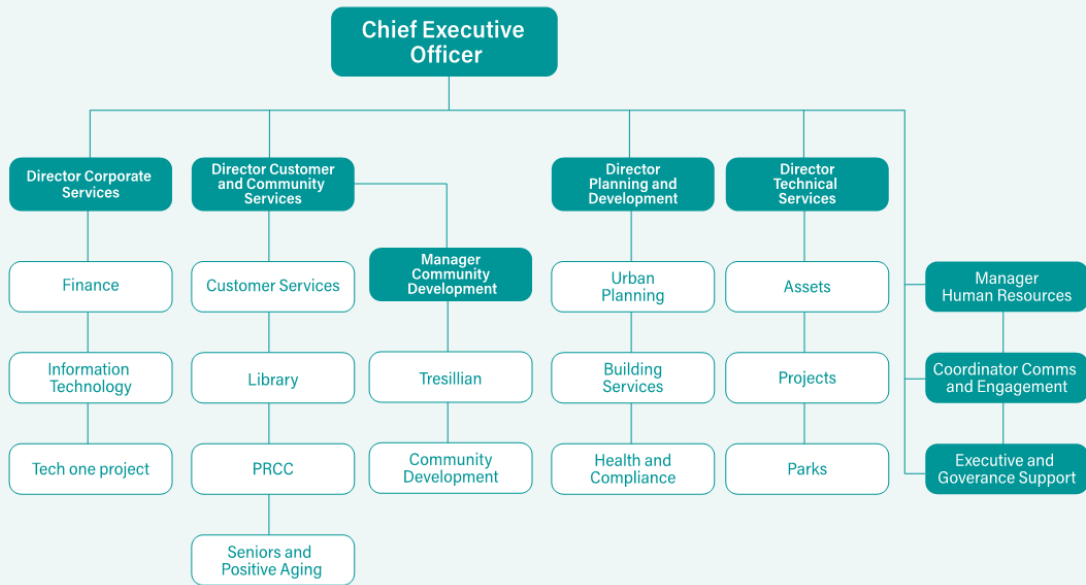 Chief Executive
Officer
Director Corporate
Services
Director Customer
and Community
Services
Director
Planning and
Development
Director
Technical
Services
Manager
Community
Development
Finance
Customer Services
Urban
Planning
Assets
Manager
Human Resources
Information
Technology
Library
Tresillian
Building
Services
Projects
Coordinator Comms
and Engagement
Tech one project
PRCC
Community
Development
Health and
Compliance
Parks
Executive and
Goverance Support
Seniors and
Positive Aging